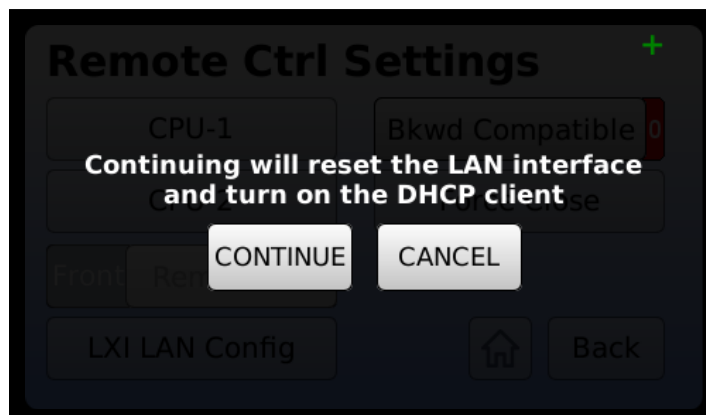 Remote Ctrl Settings
+
CPU-1
Bkwd Compatible 0
Continuing will reset the LAN interface
and turn on the DHCP client
Close
Front
CONTINUE
CANCEL
LXI LAN Config
Back